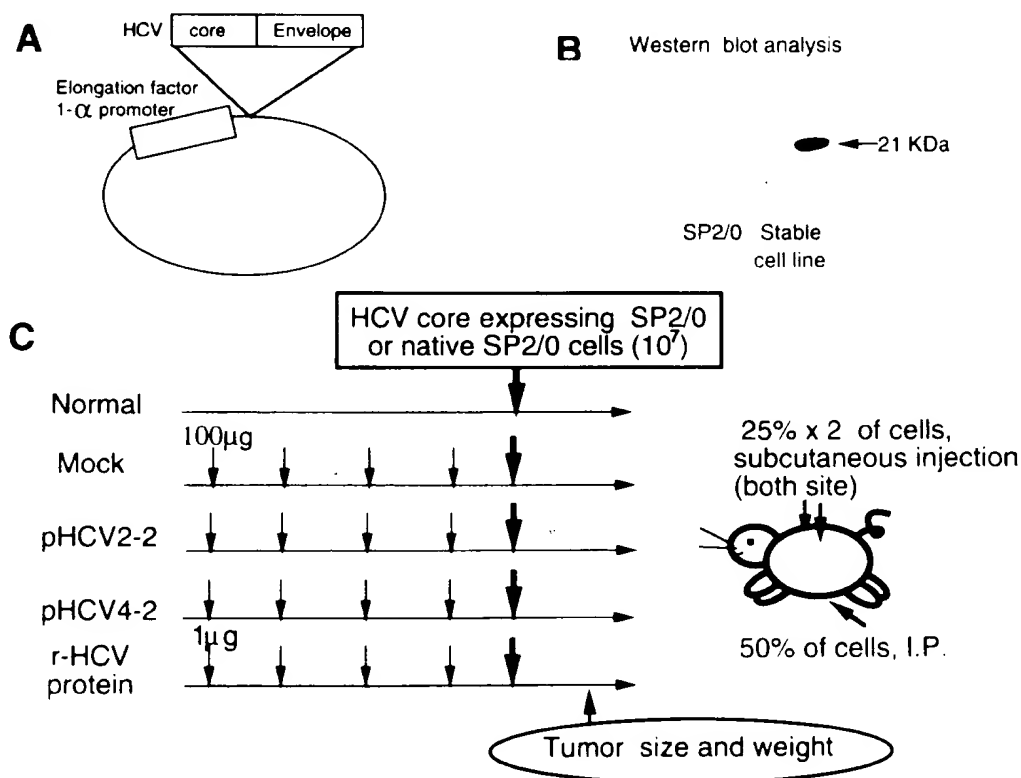 A
HCV
core
Envelope
Elongation factor
1-α promoter
B
Western blot analysis
21 KDa
SP2/0 Stable
cell line
C
HCV core expressing SP2/0
or native SP2/0 cells (10⁷)
Normal
100µg
Mock
pHCV2-2
pHCV4-2
1µg
r-HCV
protein
25% x 2 of cells,
subcutaneous injection
(both site)
50% of cells, I.P.
Tumor size and weight